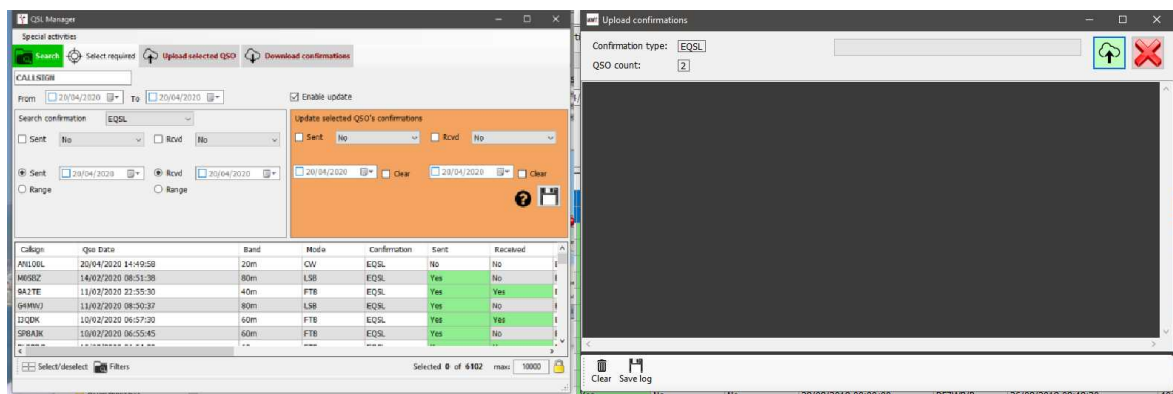 QSL Manager
Special activities
Search Select required Upload selected QSO Download confirmations
CALLSIGN
From 20/04/2020 To 20/04/2020 Enable update
Search confirmation EQSL
Sent No Rcvd No
Sent 20/04/2020 Rcvd 20/04/2020
Range Range
Update selected QSO's confirmations
Sent No Rcvd No
20/04/2020 Clear 20/04/2020 Clear
Callsign Qso Date Band Mode Confirmation Sent Received
AN100L 20/04/2020 14:49:58 20m CW EQSL No No
M0SBZ 14/02/2020 08:51:38 80m LSB EQSL Yes No
9A2TE 11/02/2020 22:55:30 40m FT8 EQSL Yes Yes
G4MWJ 11/02/2020 08:50:37 80m LSB EQSL Yes No
I3QDK 10/02/2020 06:57:30 60m FT8 EQSL Yes Yes
SP8AJK 10/02/2020 06:55:45 60m FT8 EQSL Yes No
Select/deselect Filters Selected 0 of 6102 max: 10000
Upload confirmations
Confirmation type: EQSL
QSO count: 2
Clear Save log